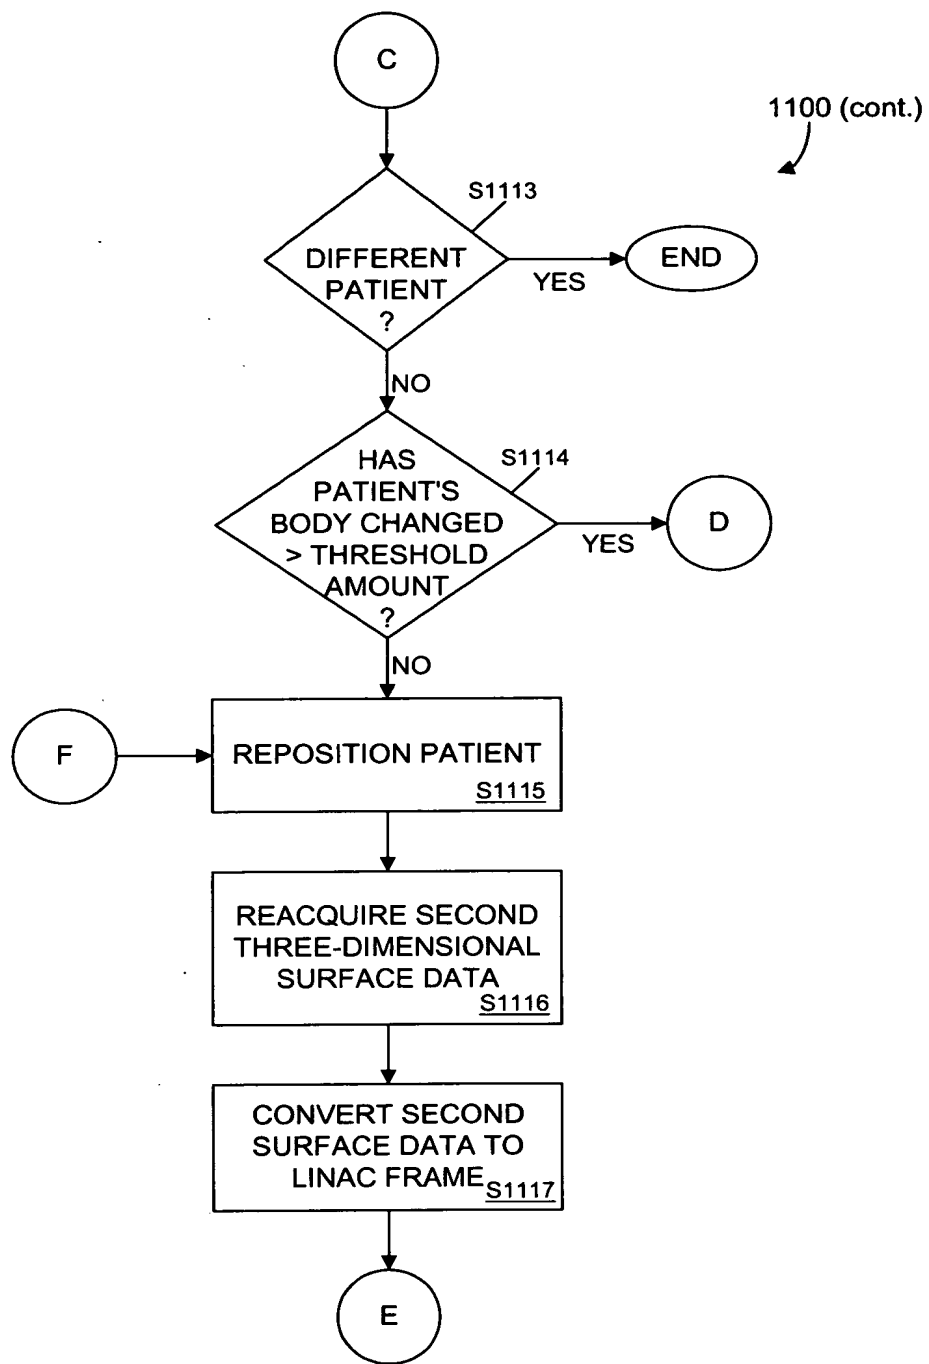 C
1100 (cont.)
S1113
DIFFERENT
PATIENT
?
YES
END
NO
S1114
HAS
PATIENT'S
BODY CHANGED
> THRESHOLD
AMOUNT
?
YES
D
NO
F
REPOSITION PATIENT
S1115
REACQUIRE SECOND
THREE-DIMENSIONAL
SURFACE DATA
S1116
CONVERT SECOND
SURFACE DATA TO
LINAC FRAME
S1117
E